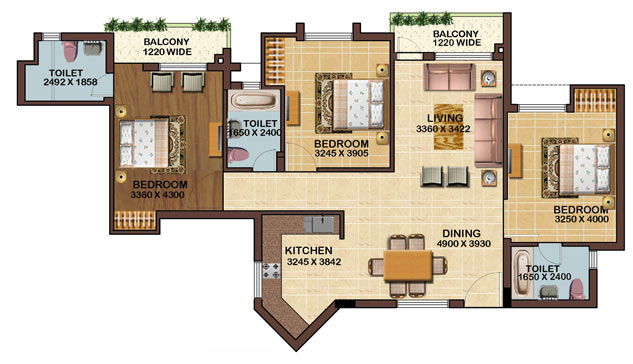 BALCONY
1220 WIDE
BALCONY
1220 WIDE
TOILET
2492 X 1858
TOILET
1650 X 2400
BEDROOM
3245 X 3905
LIVING
3360 X 3422
BEDROOM
3360 X 4300
BEDROOM
3250 X 4000
DINING
4900 X 3930
KITCHEN
3245 X 3842
TOILET
1650 X 2400